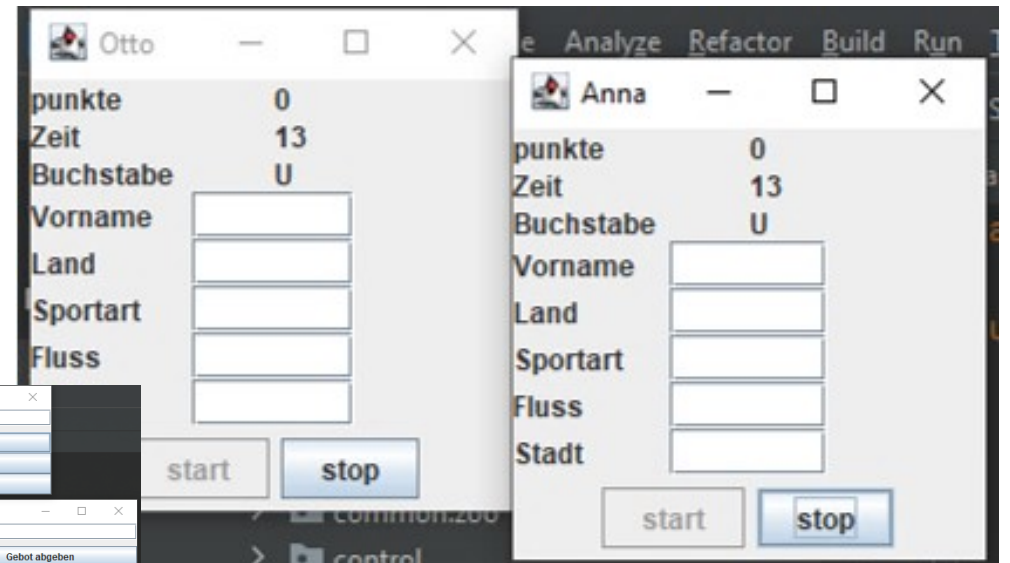 Otto
punkte 0
Zeit 13
Buchstabe U
Vorname
Land
Sportart
Fluss
start stop
Analyze Refactor Build Run
Anna
punkte 0
Zeit 13
Buchstabe U
Vorname
Land
Sportart
Fluss
Stadt
start stop
Gebot abgeben
common.zoo
control